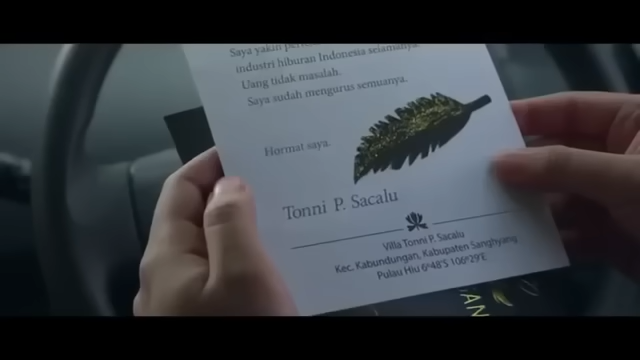 Saya yakin
industri hiburan Indonesia selamanya.
Uang tidak masalah.
Saya sudah mengurus semuanya.
Hormat saya.
Tonni P. Sacalu
Villa Tonni P. Sacalu
Kec. Kabundungan, Kabupaten Sanghyang
Pulau Hiu 6°48'S 106°29'E
AN